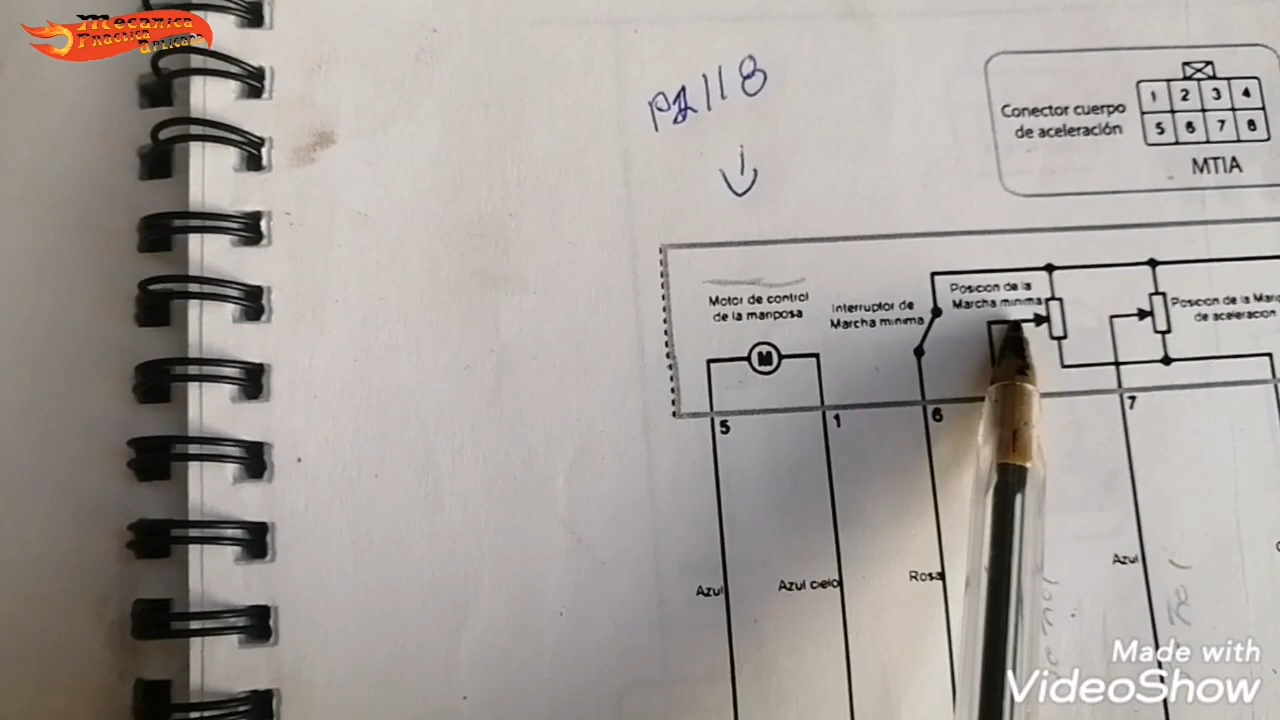 Mecanica
Practica
aplicada
P2118
Conector cuerpo
de aceleración
1 2 3 4
5 6 7 8
MTIA
Motor de control
de la mariposa
Interruptor de
Marcha minima
Posicion de la
Marcha minima
Posicion de la
de aceleracion
M
5
1
6
7
Azul
Azul cielo
Rosa
Azul
Made with
VideoShow